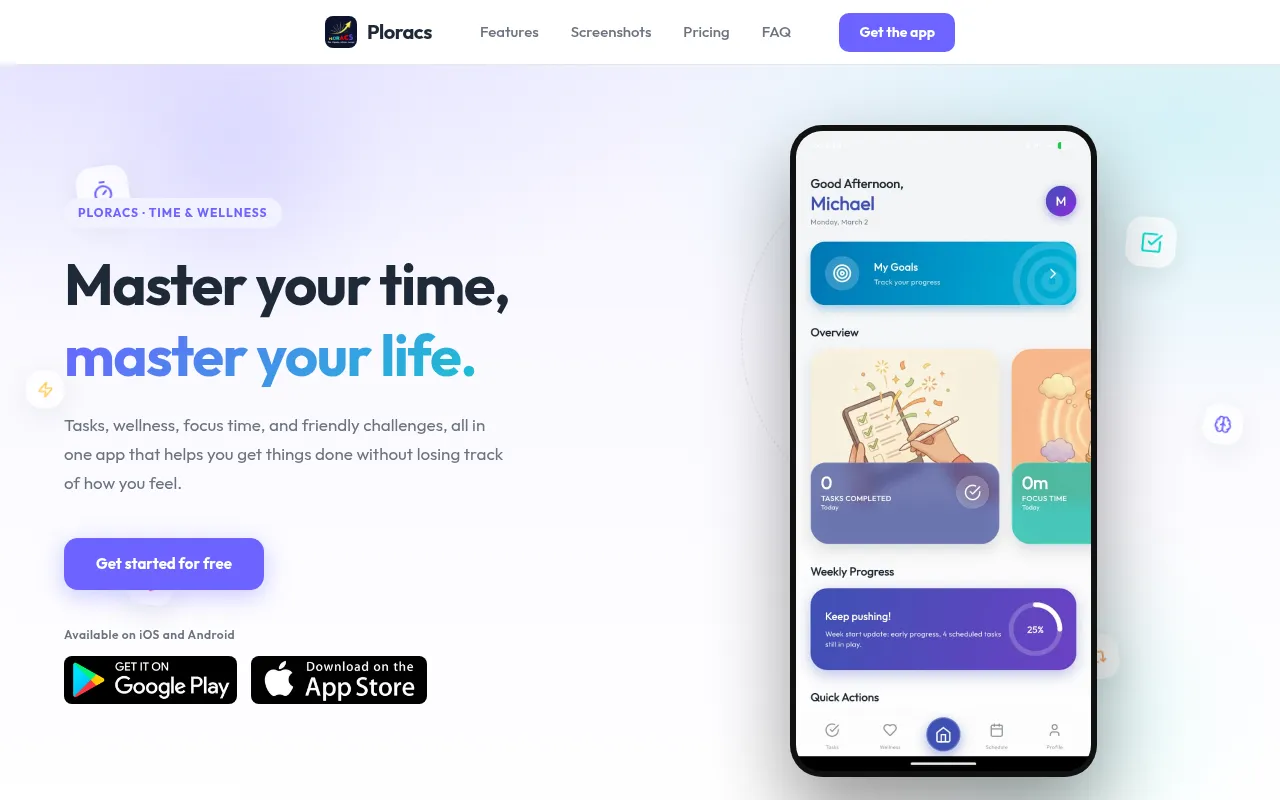 Ploracs
Features
Screenshots
Pricing
FAQ
Get the app
PLORACS · TIME & WELLNESS
Master your time,
master your life.
Tasks, wellness, focus time, and friendly challenges, all in
one app that helps you get things done without losing track
of how you feel.
Get started for free
Available on iOS and Android
GET IT ON
Google Play
Download on the
App Store
Good Afternoon,
Michael
Monday, March 2
M
My Goals
Track your progress
Overview
0
TASKS COMPLETED
Today
0m
FOCUS TIME
Today
Weekly Progress
Keep pushing!
Week start update: early progress, 4 scheduled tasks
still in play.
25%
Quick Actions
Tasks
Wellness
Schedule
Profile